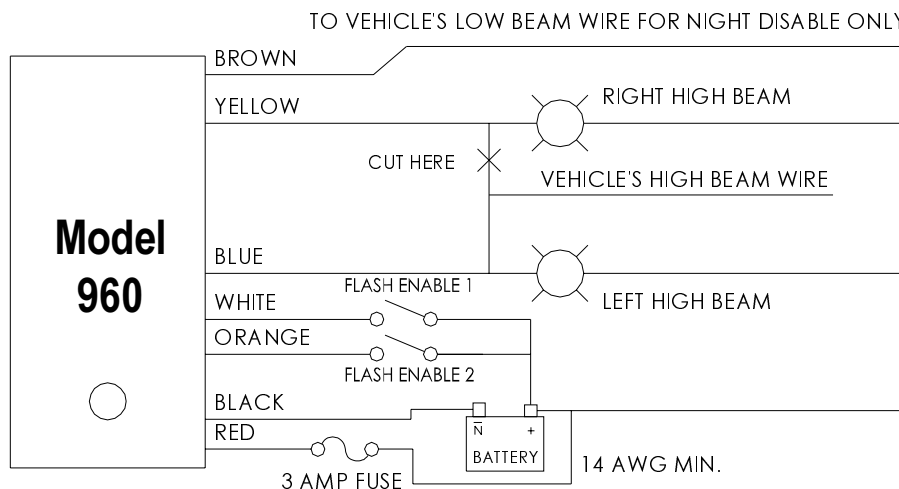 TO VEHICLE'S LOW BEAM WIRE FOR NIGHT DISABLE ONLY
BROWN
YELLOW
RIGHT HIGH BEAM
CUT HERE
VEHICLE'S HIGH BEAM WIRE
Model
960
BLUE
FLASH ENABLE 1
LEFT HIGH BEAM
WHITE
ORANGE
FLASH ENABLE 2
BLACK
RED
N +
BATTERY
14 AWG MIN.
3 AMP FUSE